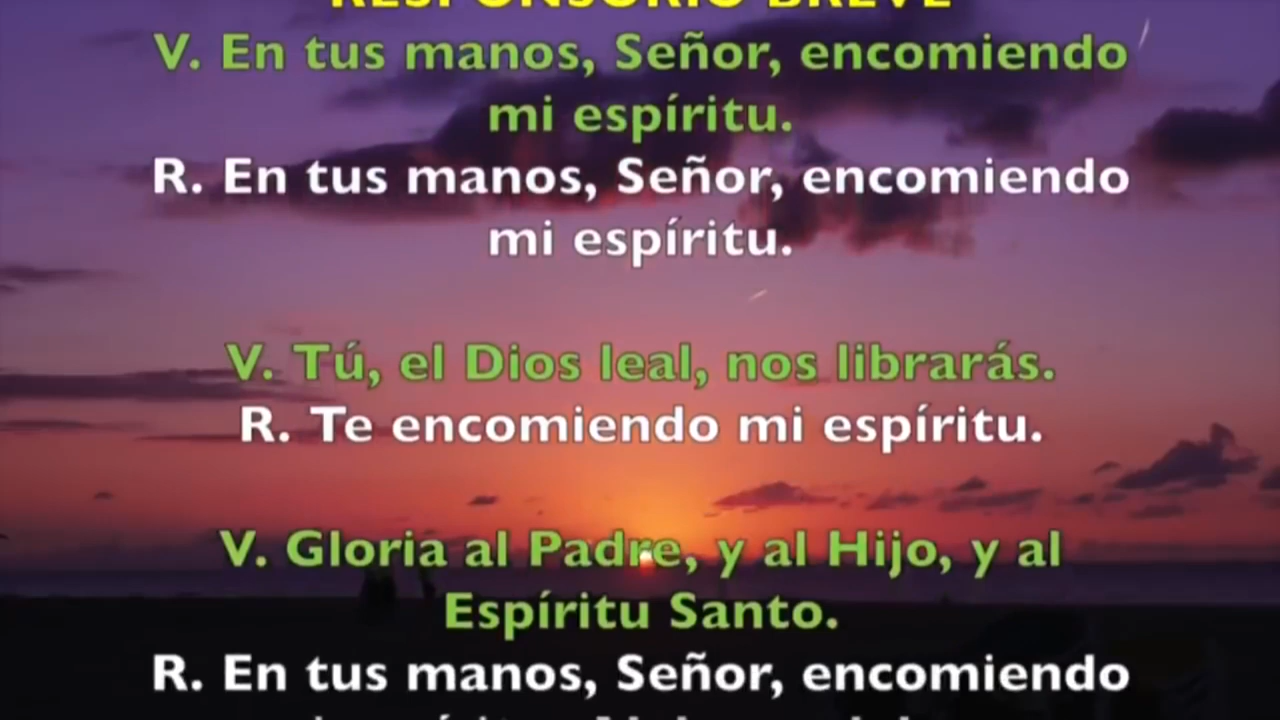 RESPONSORIO BREVE
V. En tus manos, Señor, encomiendo
mi espíritu.
R. En tus manos, Señor, encomiendo
mi espíritu.
V. Tú, el Dios leal, nos librarás.
R. Te encomiendo mi espíritu.
V. Gloria al Padre, y al Hijo, y al
Espíritu Santo.
R. En tus manos, Señor, encomiendo